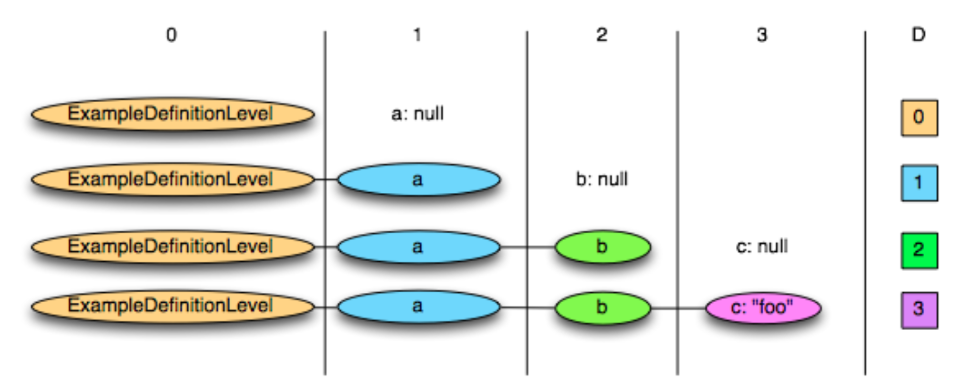 0 1 2 3 D
ExampleDefinitionLevel a: null 0
ExampleDefinitionLevel a b: null 1
ExampleDefinitionLevel a b c: null 2
ExampleDefinitionLevel a b c: "foo" 3